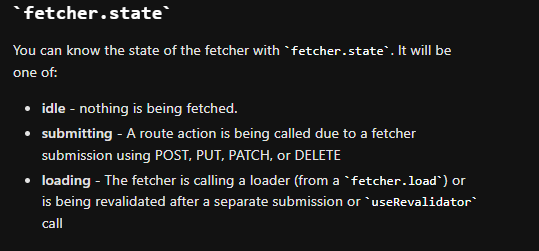 `fetcher.state`
You can know the state of the fetcher with `fetcher.state`. It will be
one of:
• idle - nothing is being fetched.
• submitting - A route action is being called due to a fetcher
submission using POST, PUT, PATCH, or DELETE
• loading - The fetcher is calling a loader (from a `fetcher.load`) or
is being revalidated after a separate submission or `useRevalidator`
call